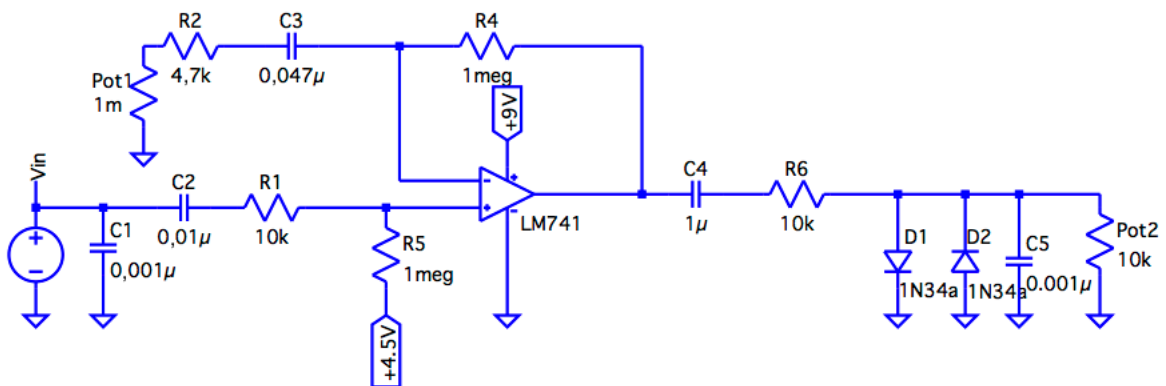 R2
4,7k
C3
0,047µ
R4
1meg
Pot1
1m
+9V
Vin
C1
0,001µ
C2
0,01µ
R1
10k
R5
1meg
+4.5V
LM741
C4
1µ
R6
10k
D1
1N34a
D2
1N34a
C5
0.001µ
Pot2
10k